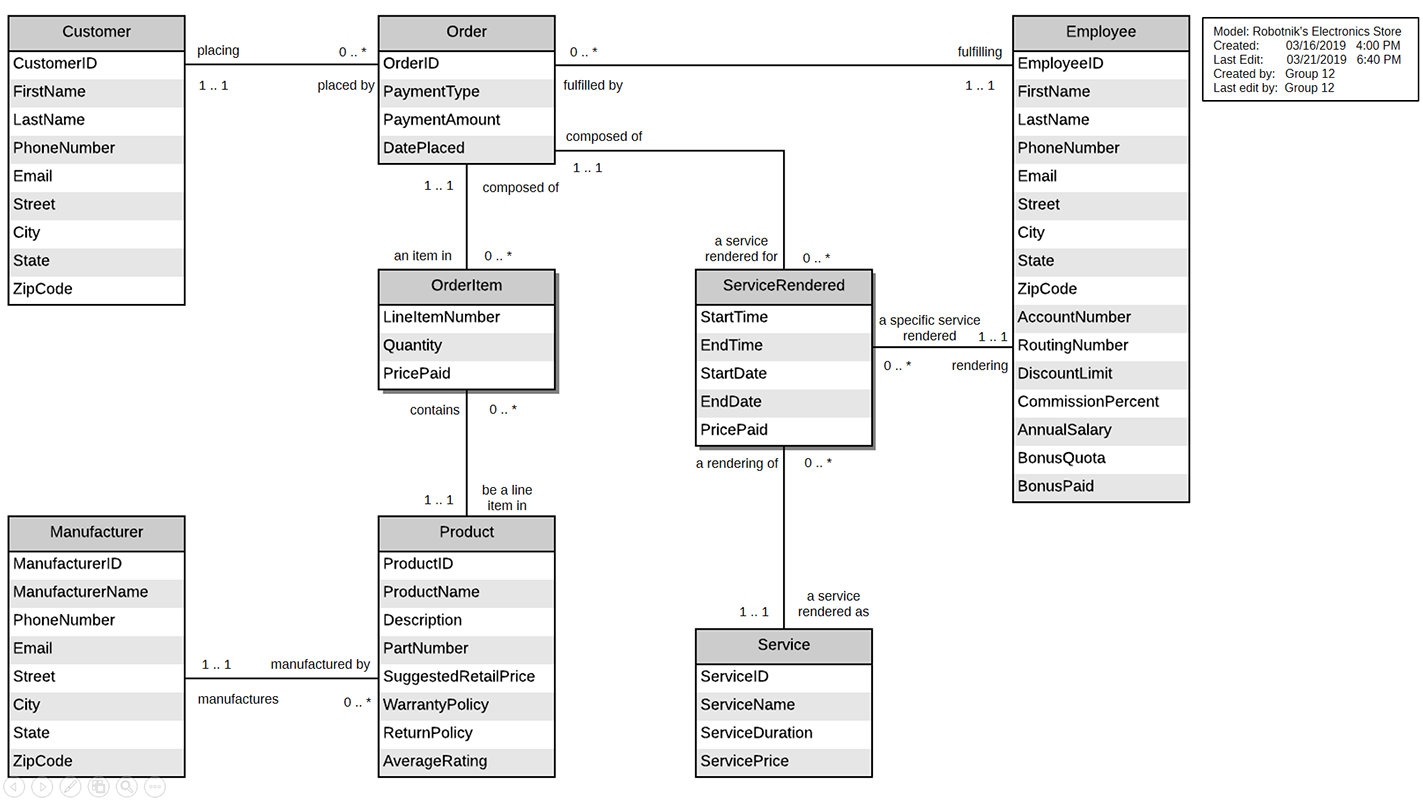 Customer
CustomerID
FirstName
LastName
PhoneNumber
Email
Street
City
State
ZipCode
placing
0 .. *
1 .. 1
placed by
Order
OrderID
PaymentType
PaymentAmount
DatePlaced
0 .. *
fulfilling
fulfilled by
1 .. 1
Employee
EmployeeID
FirstName
LastName
PhoneNumber
Email
Street
City
State
ZipCode
AccountNumber
RoutingNumber
DiscountLimit
CommissionPercent
AnnualSalary
BonusQuota
BonusPaid
Model: Robotnik's Electronics Store
Created: 03/16/2019 4:00 PM
Last Edit: 03/21/2019 6:40 PM
Created by: Group 12
Last edit by: Group 12
composed of
1 .. 1
a service
rendered for
0 .. *
1 .. 1
composed of
an item in
0 .. *
OrderItem
LineItemNumber
Quantity
PricePaid
contains
0 .. *
1 .. 1
be a line
item in
ServiceRendered
StartTime
EndTime
StartDate
EndDate
PricePaid
a specific service
rendered
1 .. 1
0 .. *
rendering
a rendering of
0 .. *
1 .. 1
a service
rendered as
Manufacturer
ManufacturerID
ManufacturerName
PhoneNumber
Email
Street
City
State
ZipCode
1 .. 1
manufactured by
manufactures
0 .. *
Product
ProductID
ProductName
Description
PartNumber
SuggestedRetailPrice
WarrantyPolicy
ReturnPolicy
AverageRating
Service
ServiceID
ServiceName
ServiceDuration
ServicePrice